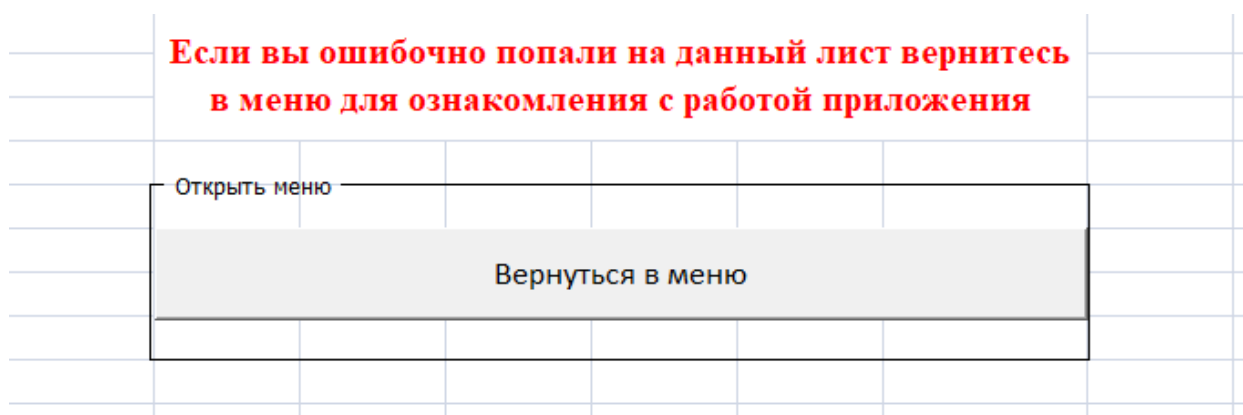 Если вы ошибочно попали на данный лист вернитесь
в меню для ознакомления с работой приложения
Открыть меню
Вернуться в меню